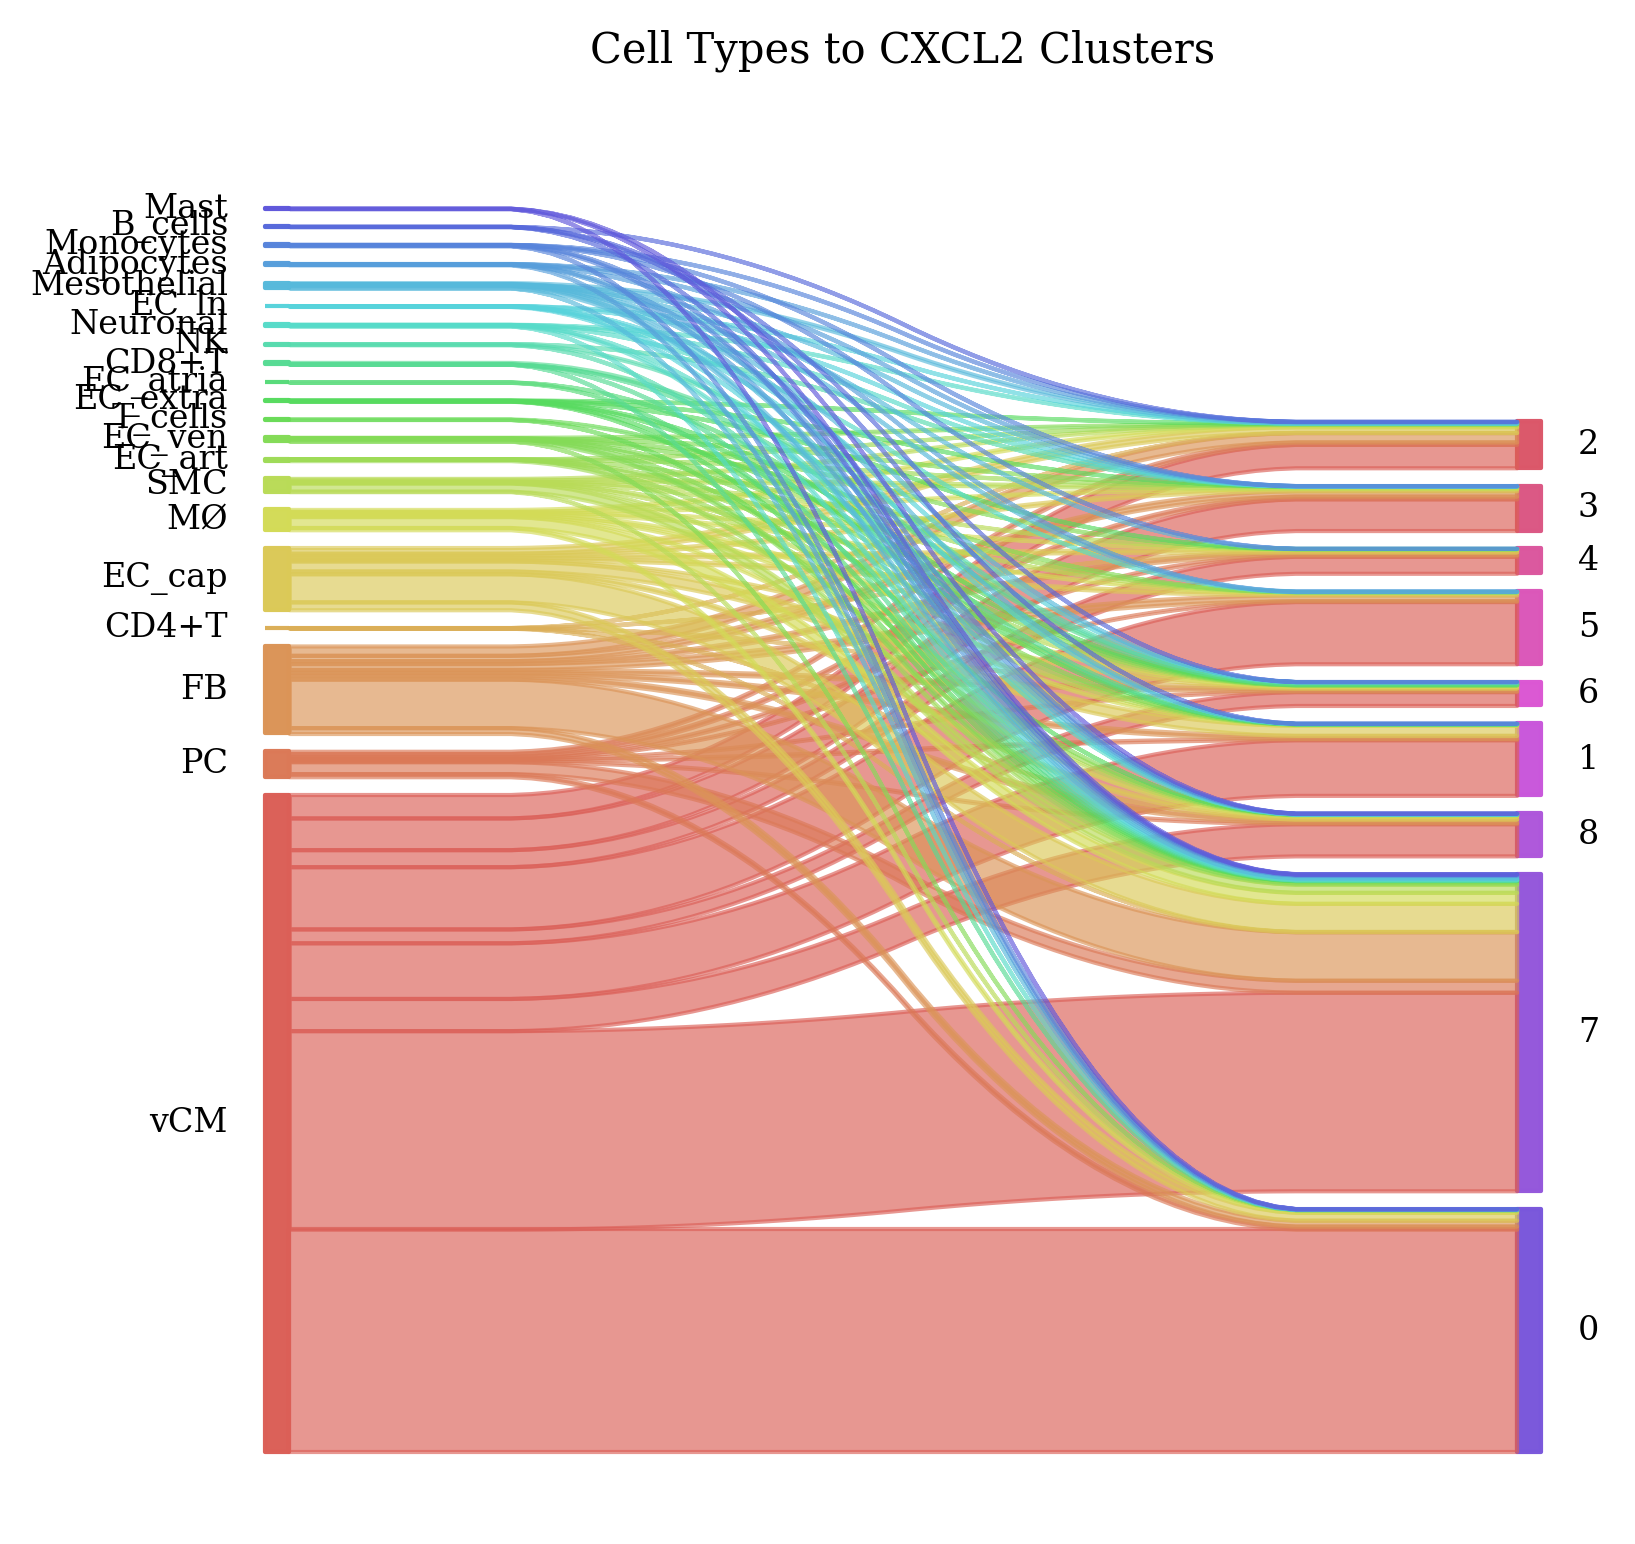 Cell Types to CXCL2 Clusters
Mast
B_cells
Monocytes
Adipocytes
Mesothelial
EC_ln
Neuronal
NK
CD8+T
EC_atria
EC_extra
T_cells
EC_ven
EC_art
SMC
MØ
EC_cap
CD4+T
FB
PC
vCM
2
3
4
5
6
1
8
7
0